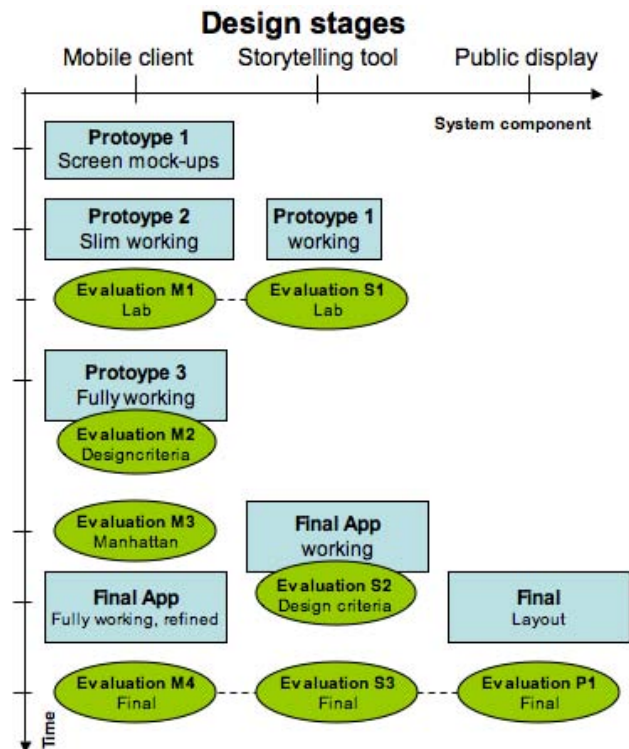 Design stages
Mobile client
Storytelling tool
Public display
System component
Protoype 1
Screen mock-ups
Protoype 2
Slim working
Protoype 1
working
Evaluation M1
Lab
Evaluation S1
Lab
Protoype 3
Fully working
Evaluation M2
Designcriteria
Evaluation M3
Manhattan
Final App
working
Evaluation S2
Design criteria
Final App
Fully working, refined
Final
Layout
Evaluation M4
Final
Evaluation S3
Final
Evaluation P1
Final
Time